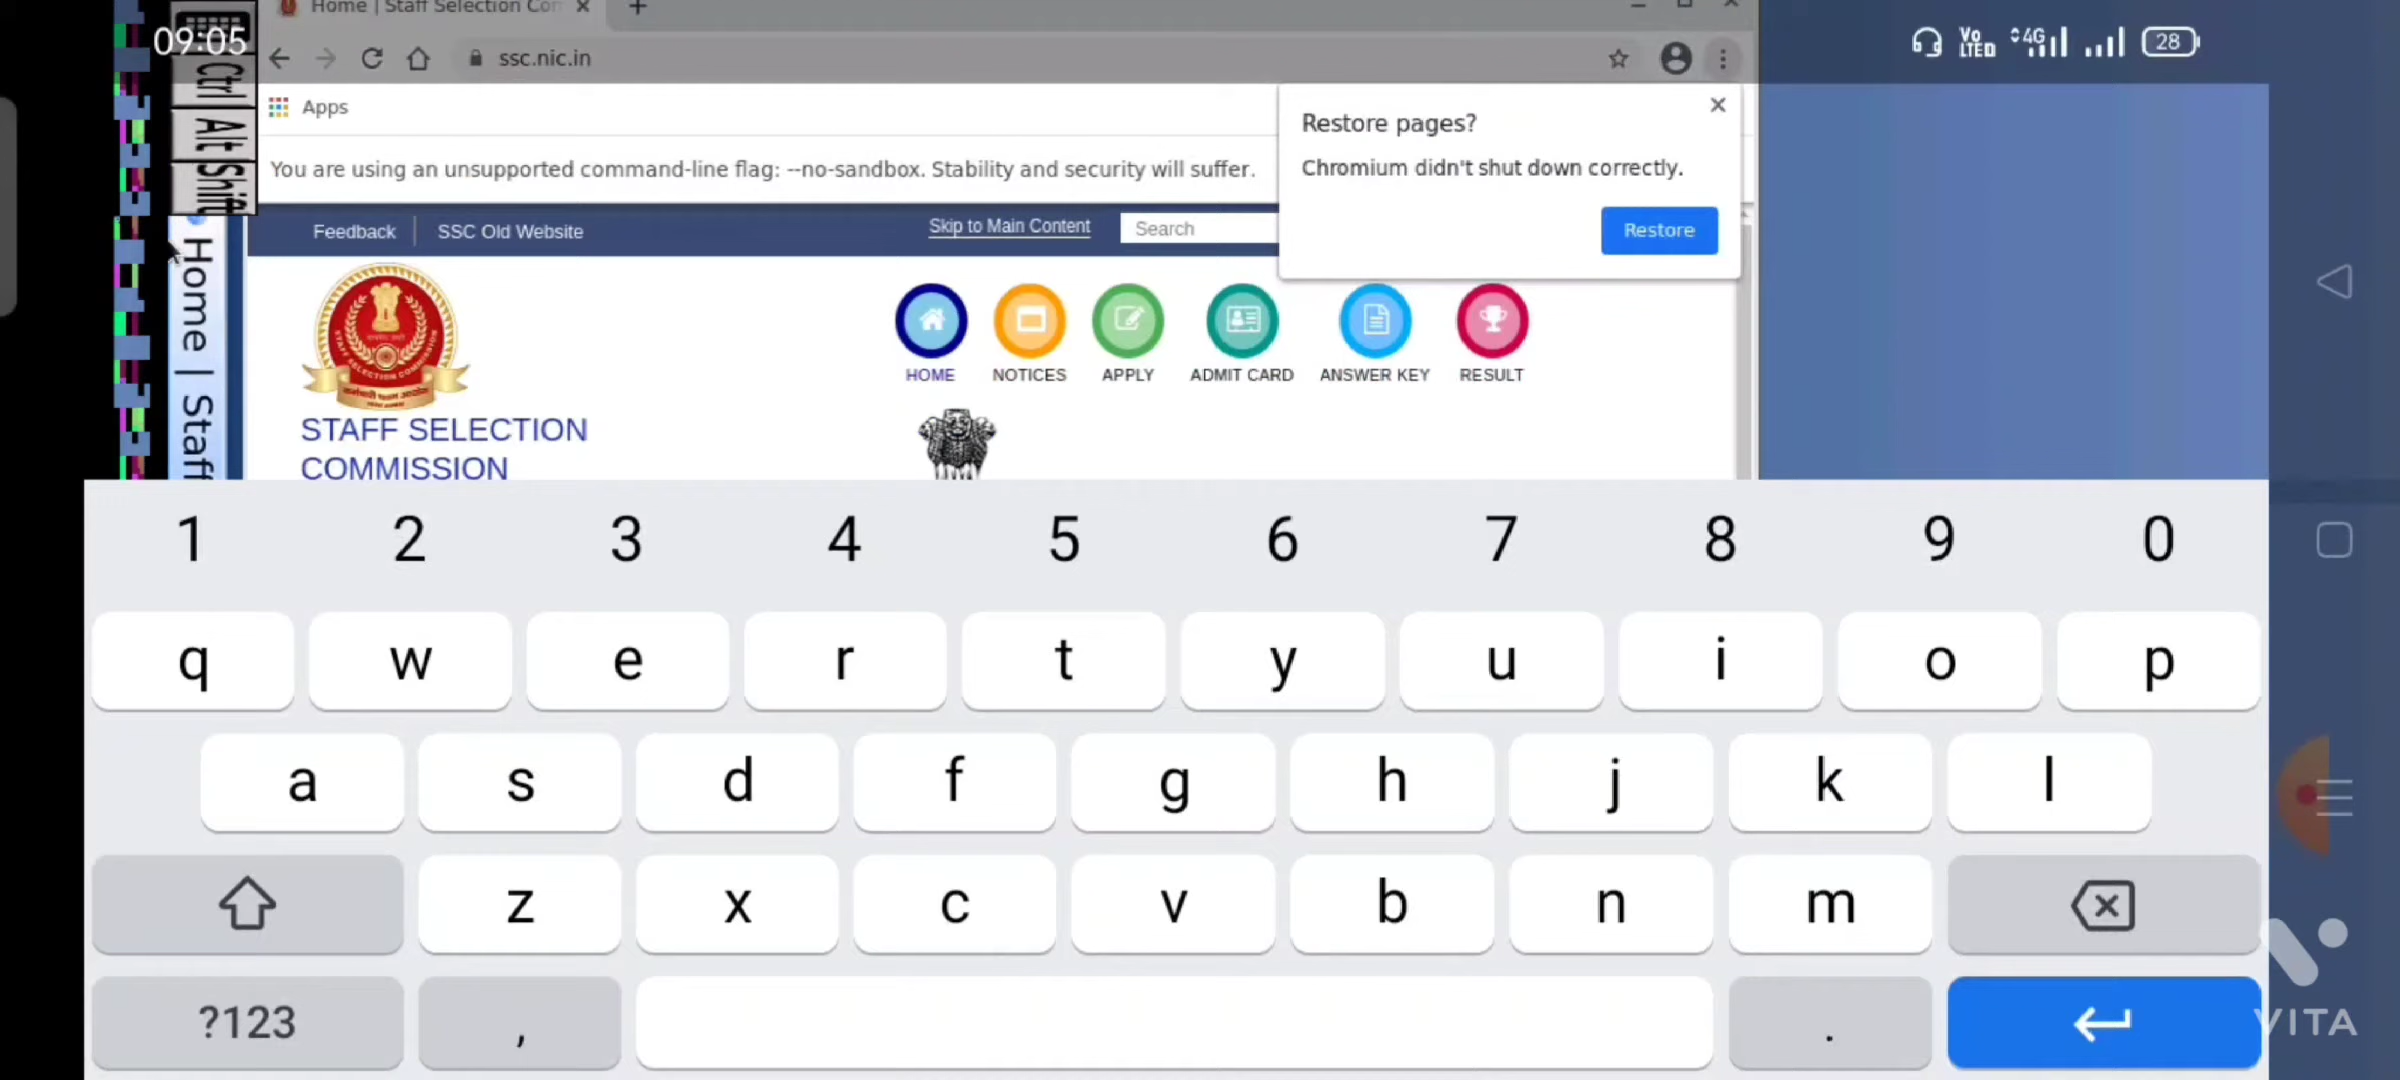 Home | Staff Selection Com
09:05
VoLTE 4G 28
ssc.nic.in
Ctrl
Alt
Shift
Apps
Restore pages?
Chromium didn't shut down correctly.
Restore
You are using an unsupported command-line flag: --no-sandbox. Stability and security will suffer.
Feedback
SSC Old Website
Skip to Main Content
Search
Home | Staff
HOME
NOTICES
APPLY
ADMIT CARD
ANSWER KEY
RESULT
STAFF SELECTION
COMMISSION
1 2 3 4 5 6 7 8 9 0
q w e r t y u i o p
a s d f g h j k l
z x c v b n m
?123 , .
VITA